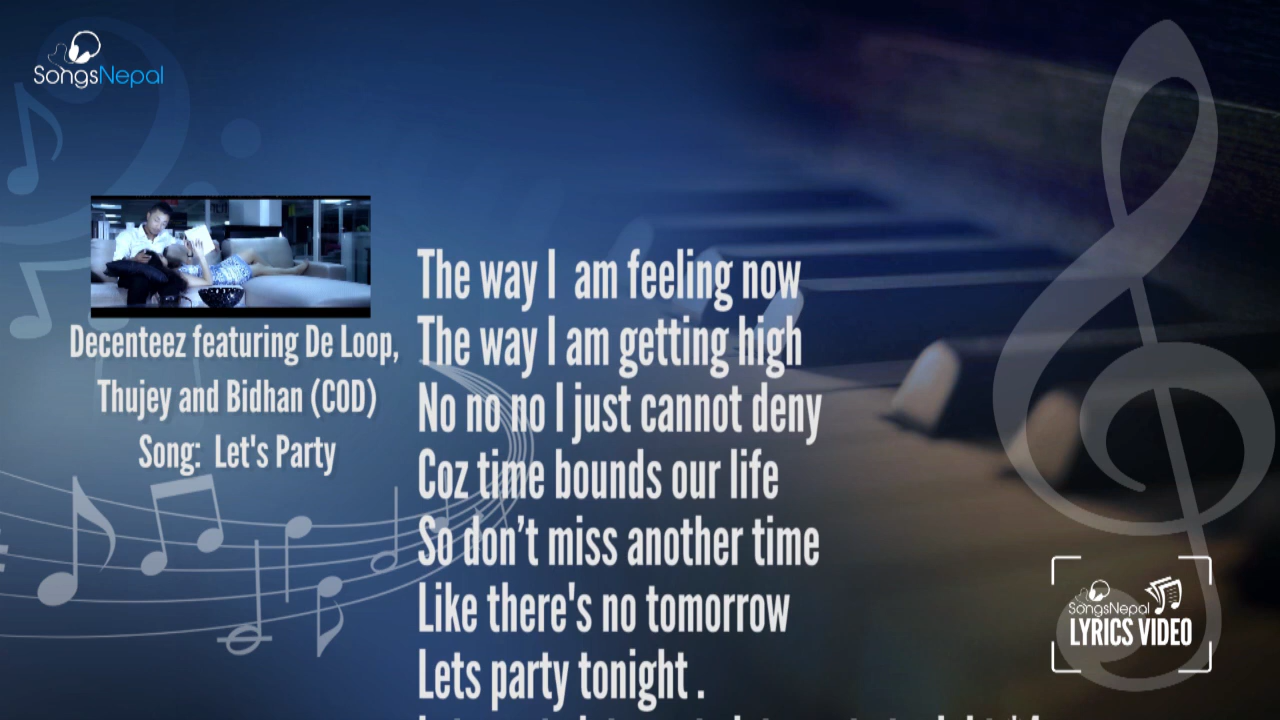 SongsNepal
Decenteez featuring De Loop,
Thujey and Bidhan (COD)
Song: Let's Party
The way I am feeling now
The way I am getting high
No no no I just cannot deny
Coz time bounds our life
So don’t miss another time
Like there's no tomorrow
Lets party tonight .
SongsNepal
LYRICS VIDEO